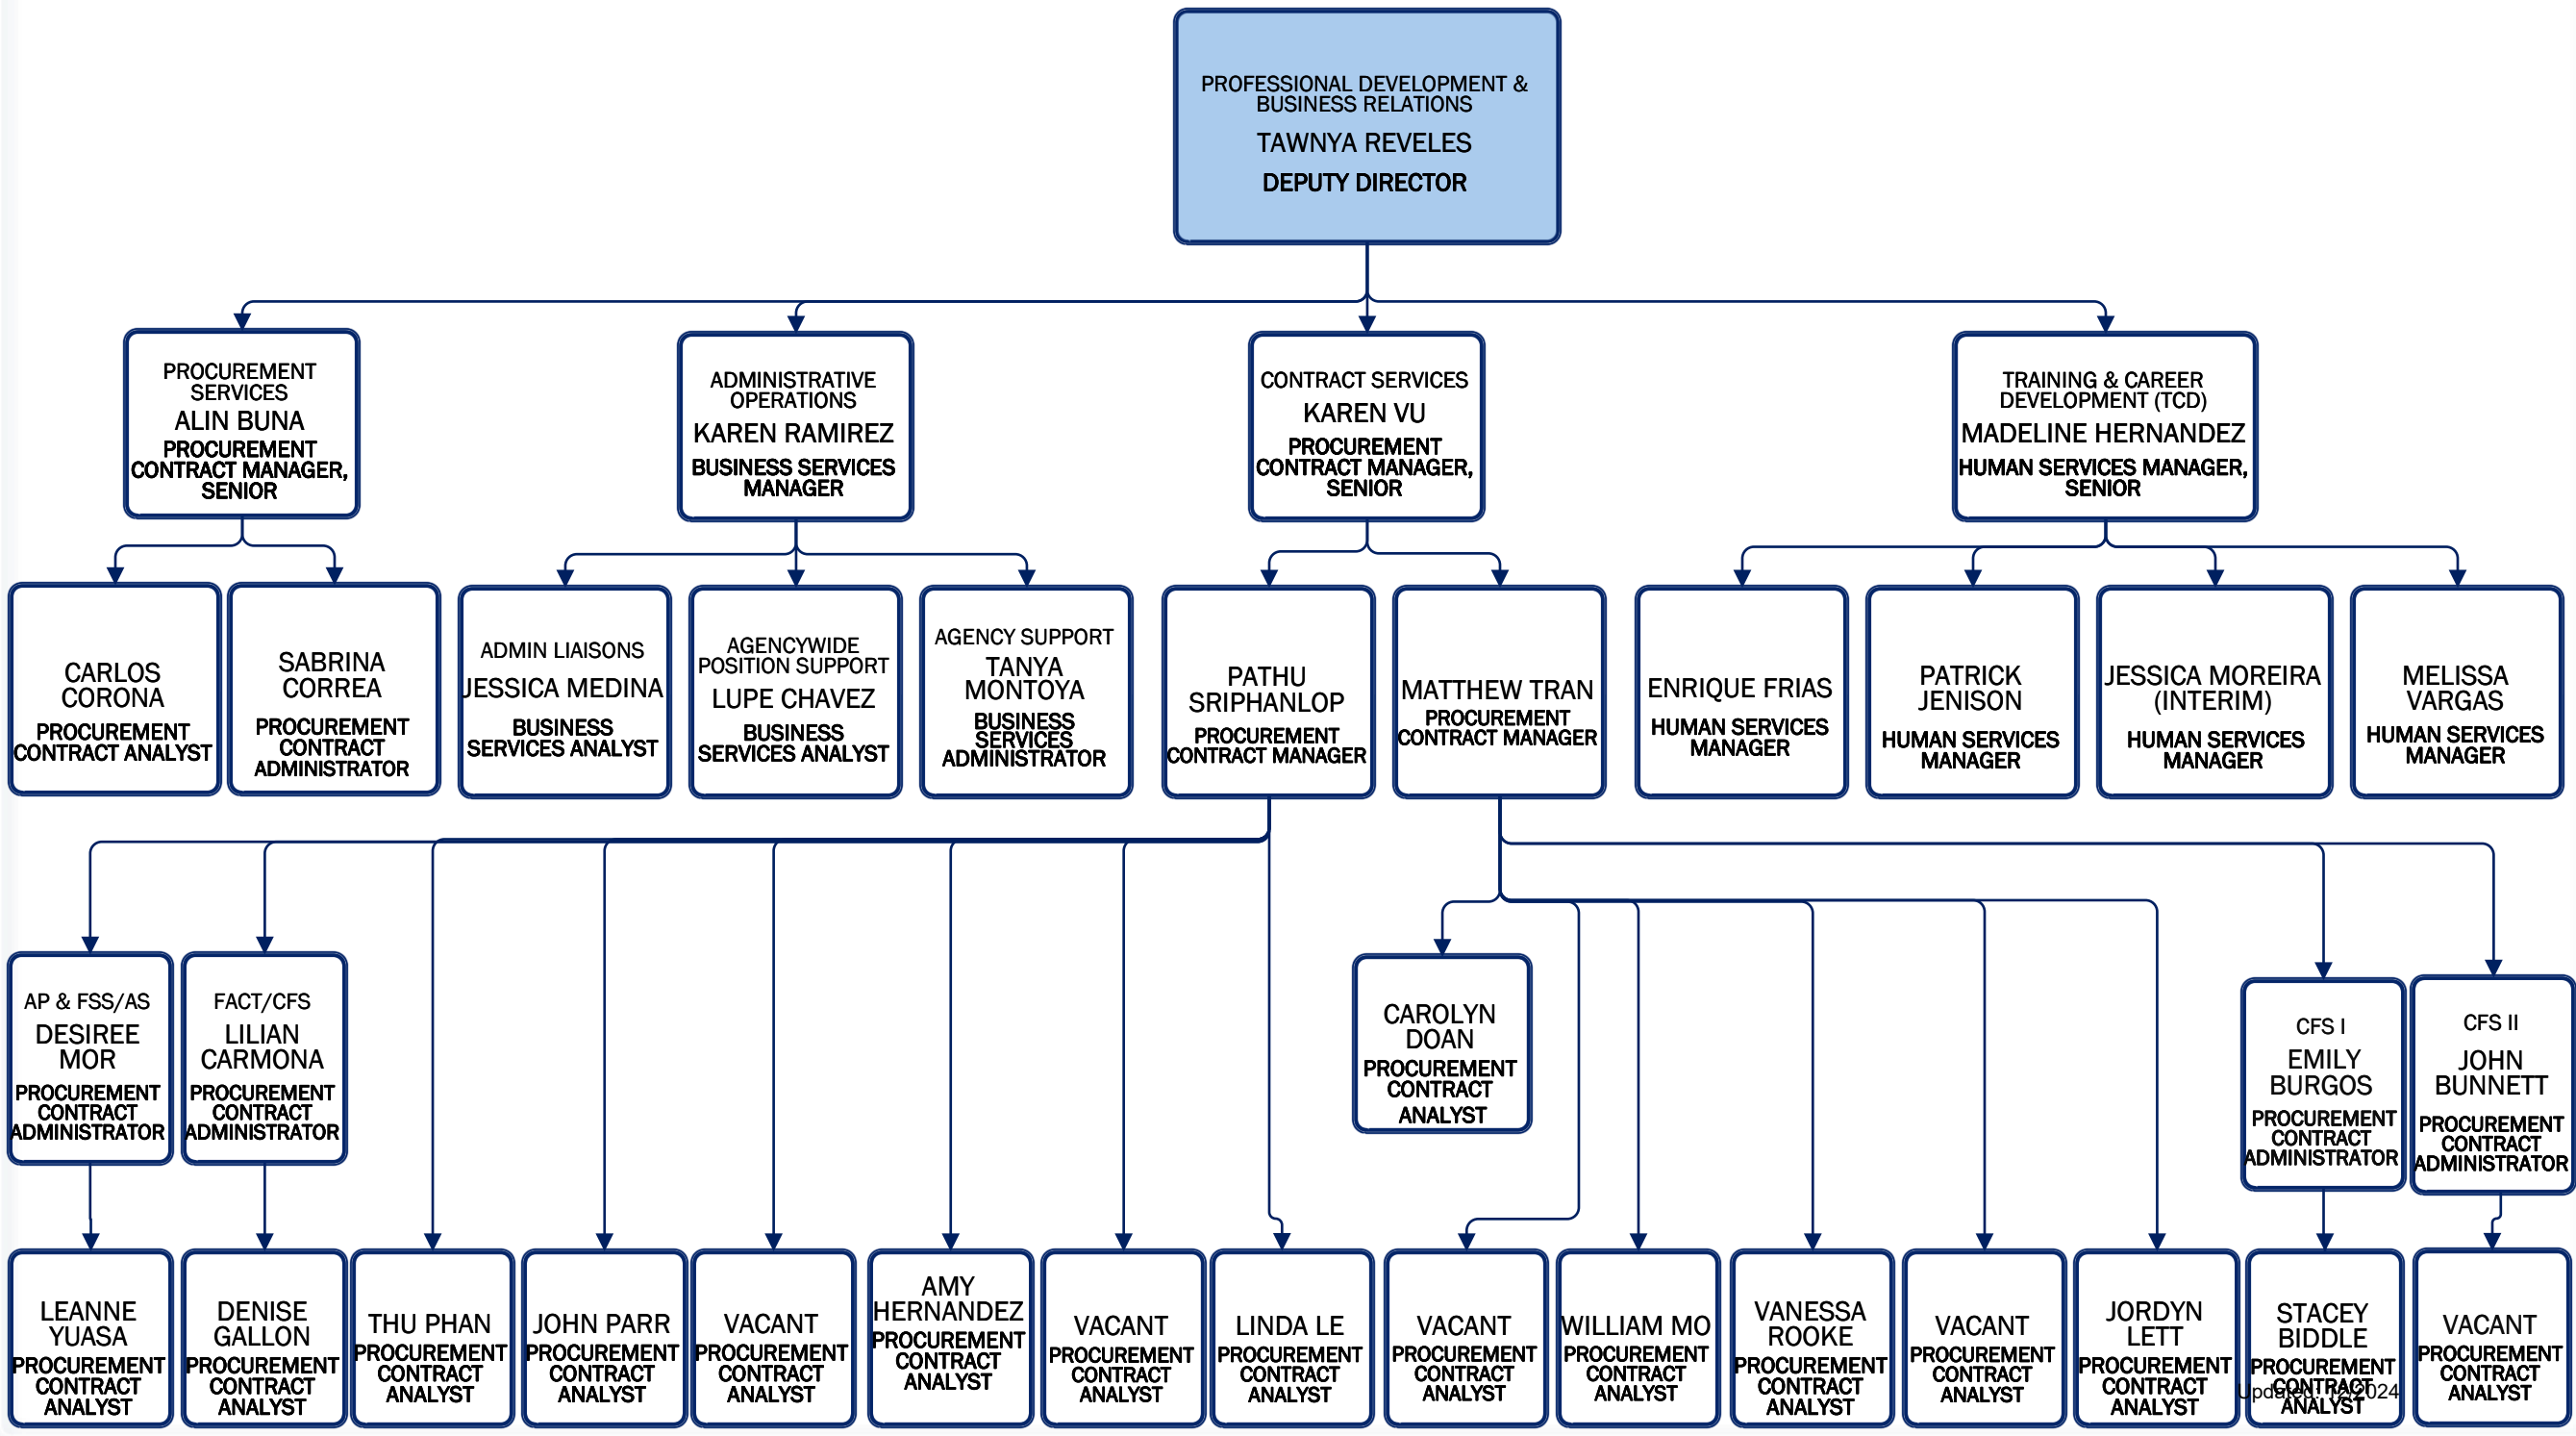 PROFESSIONAL DEVELOPMENT &
BUSINESS RELATIONS
TAWNYA REVELES
DEPUTY DIRECTOR
PROCUREMENT
SERVICES
ALIN BUNA
PROCUREMENT
CONTRACT MANAGER,
SENIOR
ADMINISTRATIVE
OPERATIONS
KAREN RAMIREZ
BUSINESS SERVICES
MANAGER
CONTRACT SERVICES
KAREN VU
PROCUREMENT
CONTRACT MANAGER,
SENIOR
TRAINING & CAREER
DEVELOPMENT (TCD)
MADELINE HERNANDEZ
HUMAN SERVICES MANAGER,
SENIOR
CARLOS
CORONA
PROCUREMENT
CONTRACT ANALYST
SABRINA
CORREA
PROCUREMENT
CONTRACT
ADMINISTRATOR
ADMIN LIAISONS
JESSICA MEDINA
BUSINESS
SERVICES ANALYST
AGENCYWIDE
POSITION SUPPORT
LUPE CHAVEZ
BUSINESS
SERVICES ANALYST
AGENCY SUPPORT
TANYA
MONTOYA
BUSINESS
SERVICES
ADMINISTRATOR
PATHU
SRIPHANLOP
PROCUREMENT
CONTRACT MANAGER
MATTHEW TRAN
PROCUREMENT
CONTRACT MANAGER
ENRIQUE FRIAS
HUMAN SERVICES
MANAGER
PATRICK
JENISON
HUMAN SERVICES
MANAGER
JESSICA MOREIRA
(INTERIM)
HUMAN SERVICES
MANAGER
MELISSA
VARGAS
HUMAN SERVICES
MANAGER
AP & FSS/AS
DESIREE
MOR
PROCUREMENT
CONTRACT
ADMINISTRATOR
FACT/CFS
LILIAN
CARMONA
PROCUREMENT
CONTRACT
ADMINISTRATOR
CAROLYN
DOAN
PROCUREMENT
CONTRACT
ANALYST
CFS I
EMILY
BURGOS
PROCUREMENT
CONTRACT
ADMINISTRATOR
CFS II
JOHN
BUNNETT
PROCUREMENT
CONTRACT
ADMINISTRATOR
LEANNE
YUASA
PROCUREMENT
CONTRACT
ANALYST
DENISE
GALLON
PROCUREMENT
CONTRACT
ANALYST
THU PHAN
PROCUREMENT
CONTRACT
ANALYST
JOHN PARR
PROCUREMENT
CONTRACT
ANALYST
VACANT
PROCUREMENT
CONTRACT
ANALYST
AMY
HERNANDEZ
PROCUREMENT
CONTRACT
ANALYST
VACANT
PROCUREMENT
CONTRACT
ANALYST
LINDA LE
PROCUREMENT
CONTRACT
ANALYST
VACANT
PROCUREMENT
CONTRACT
ANALYST
WILLIAM MO
PROCUREMENT
CONTRACT
ANALYST
VANESSA
ROOKE
PROCUREMENT
CONTRACT
ANALYST
VACANT
PROCUREMENT
CONTRACT
ANALYST
JORDYN
LETT
PROCUREMENT
CONTRACT
ANALYST
STACEY
BIDDLE
PROCUREMENT
CONTRACT
ANALYST
VACANT
PROCUREMENT
CONTRACT
ANALYST
Updated: 12/2024